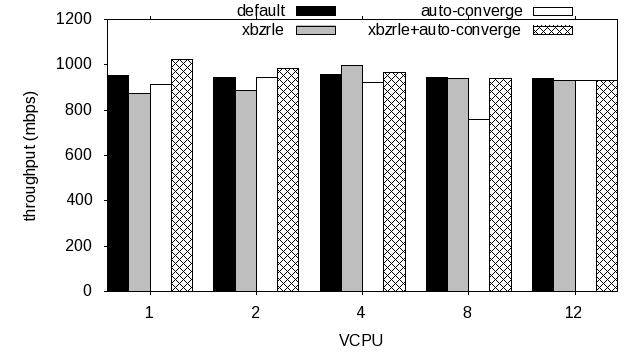 default
auto-converge
xbzrle
xbzrle+auto-converge
throughput (mbps)
1200
1000
800
600
400
200
0
1 2 4 8 12
VCPU